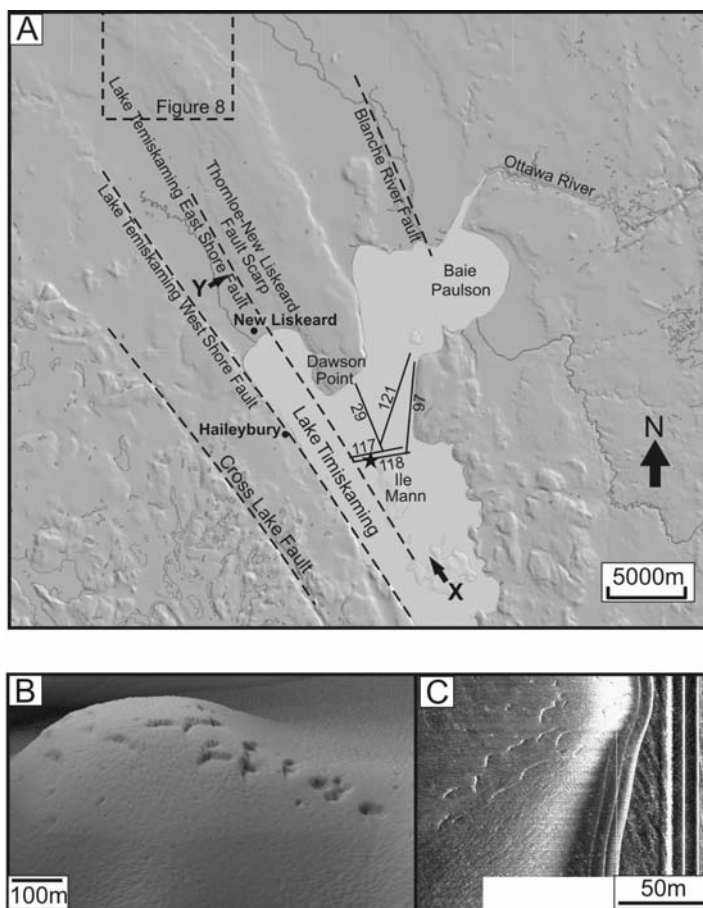 A
Figure 8
Lake Temiskaming East Shore Fault
Lake Temiskaming West Shore Fault
Thornloe-New Liskeard
Fault Scarp
Blanche River Fault
Ottawa River
Baie
Paulson
Y
New Liskeard
Dawson
Point
29
121
97
117
118
Haileybury
Lake Timiskaming
Ile
Mann
Cross Lake Fault
N
X
5000m
B
100m
C
50m